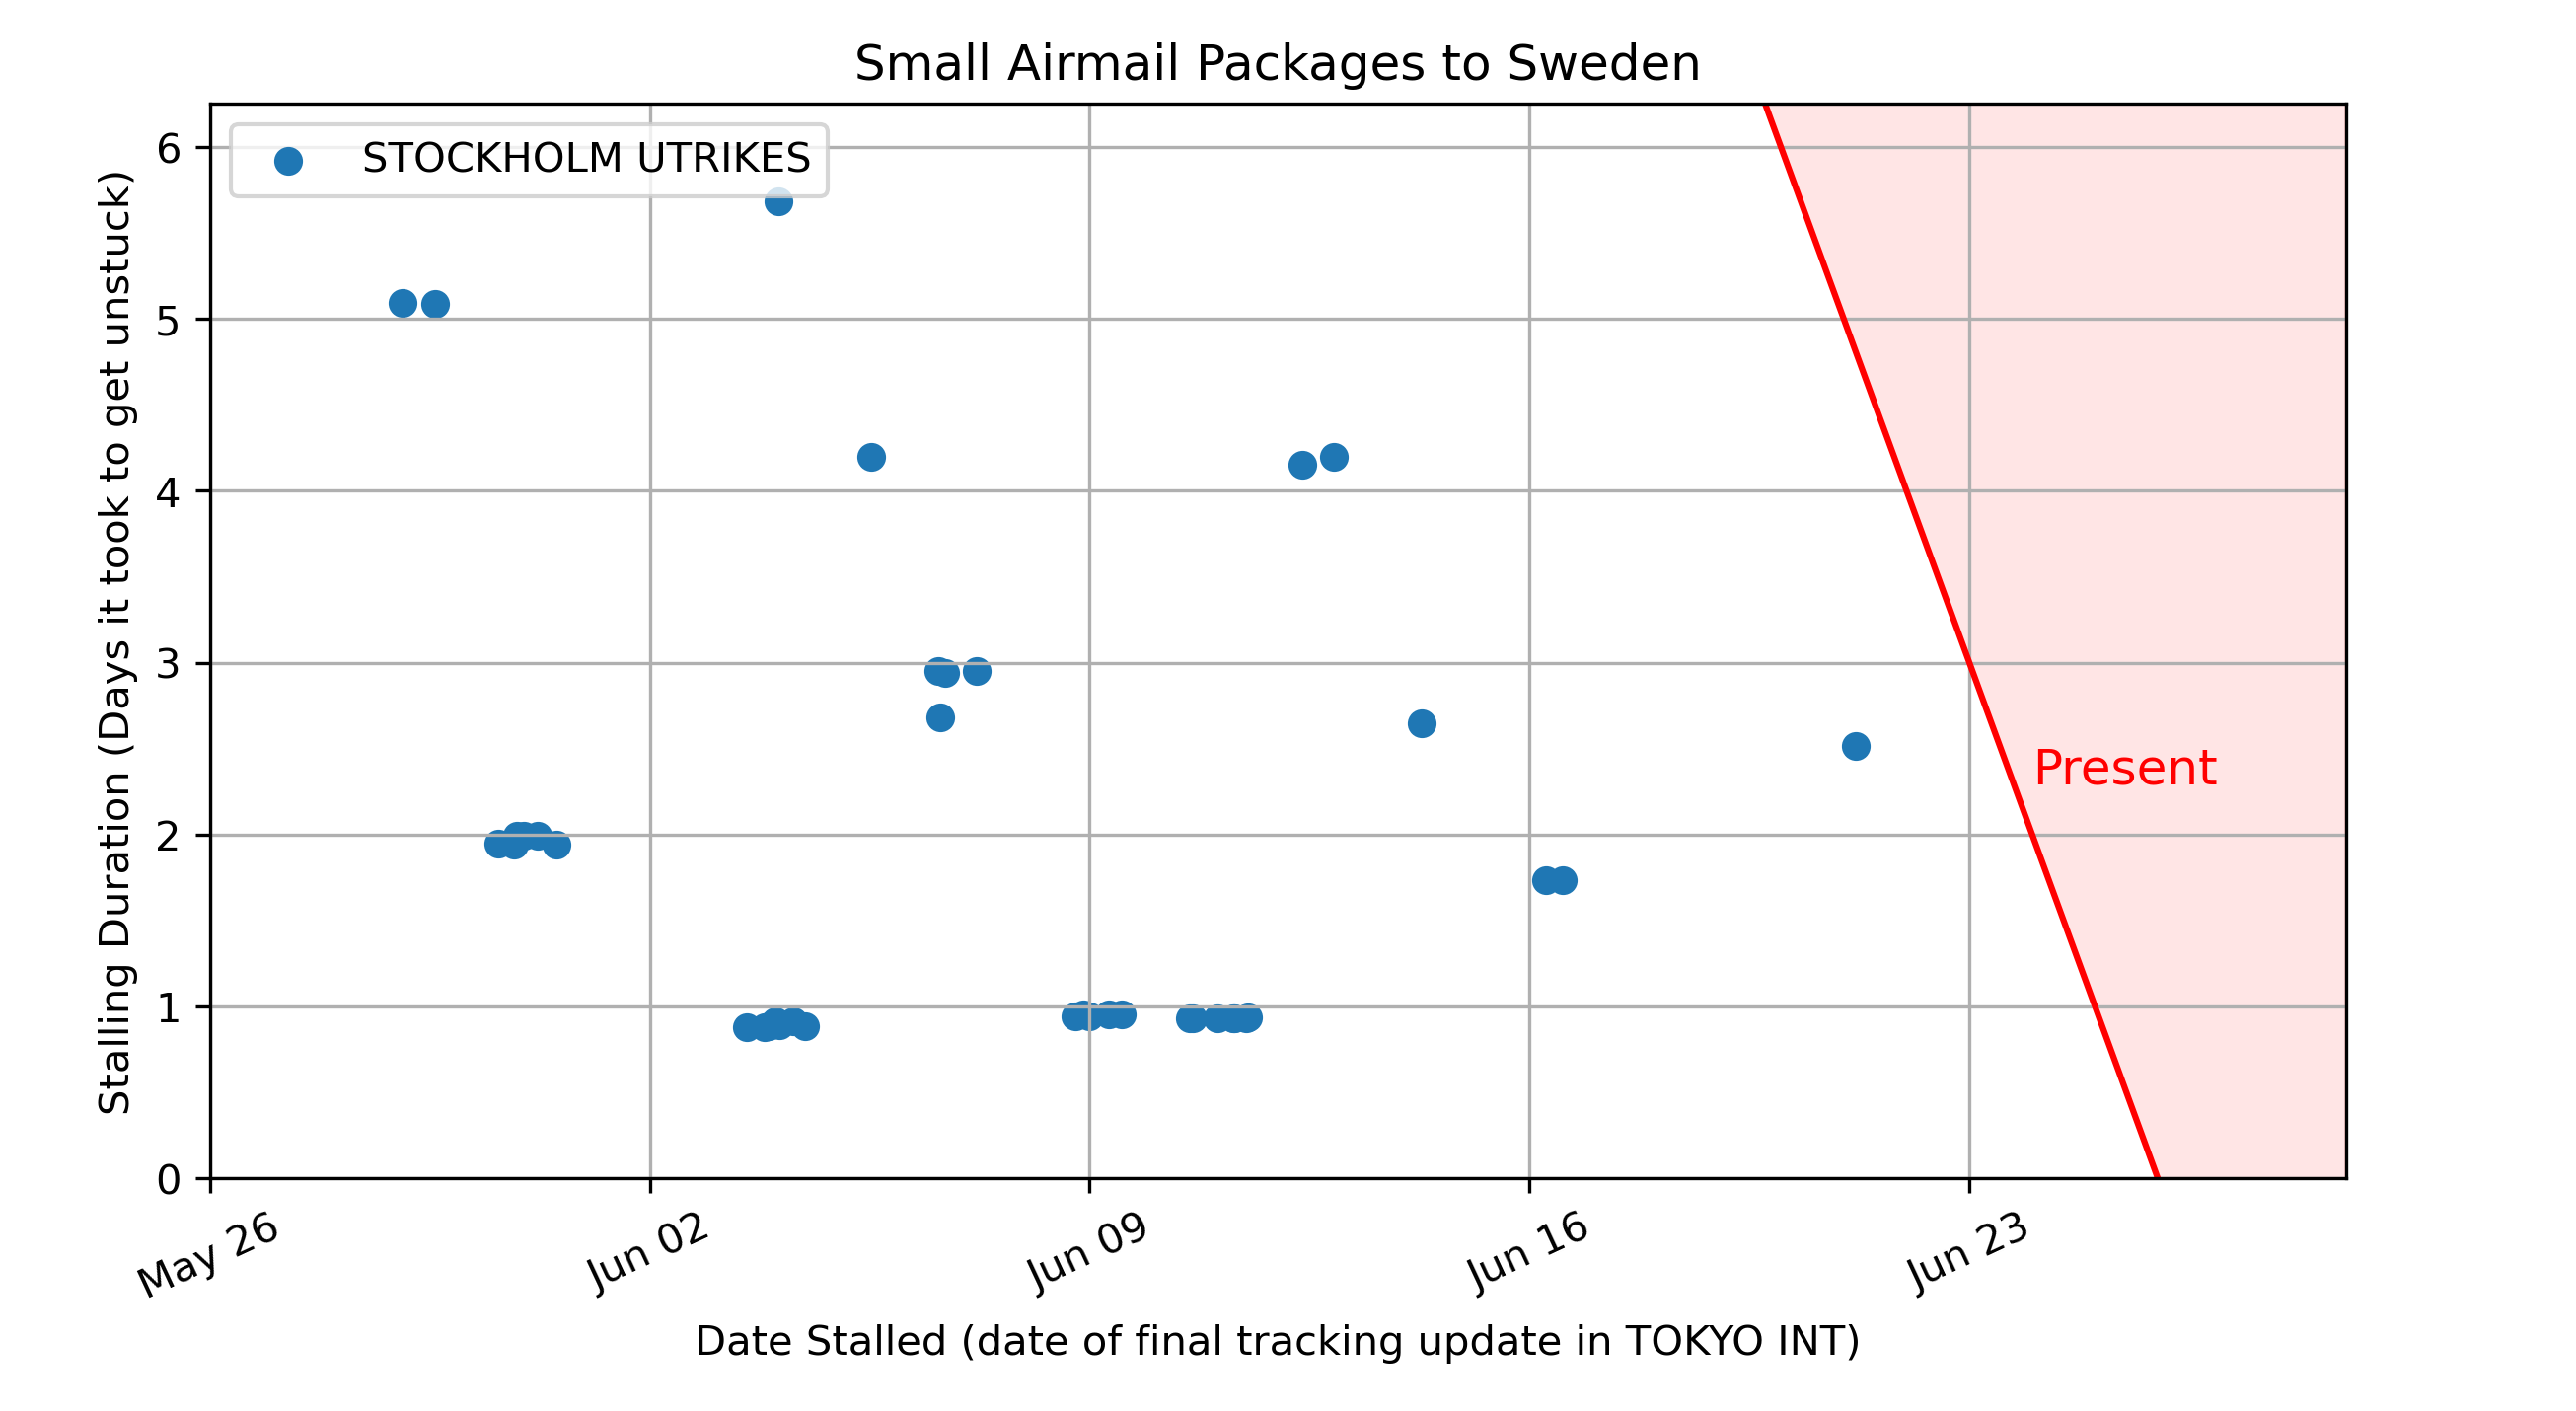 Small Airmail Packages to Sweden
STOCKHOLM UTRIKES
Stalling Duration (Days it took to get unstuck)
6
5
4
3
2
1
0
Present
May 26
Jun 02
Jun 09
Jun 16
Jun 23
Date Stalled (date of final tracking update in TOKYO INT)